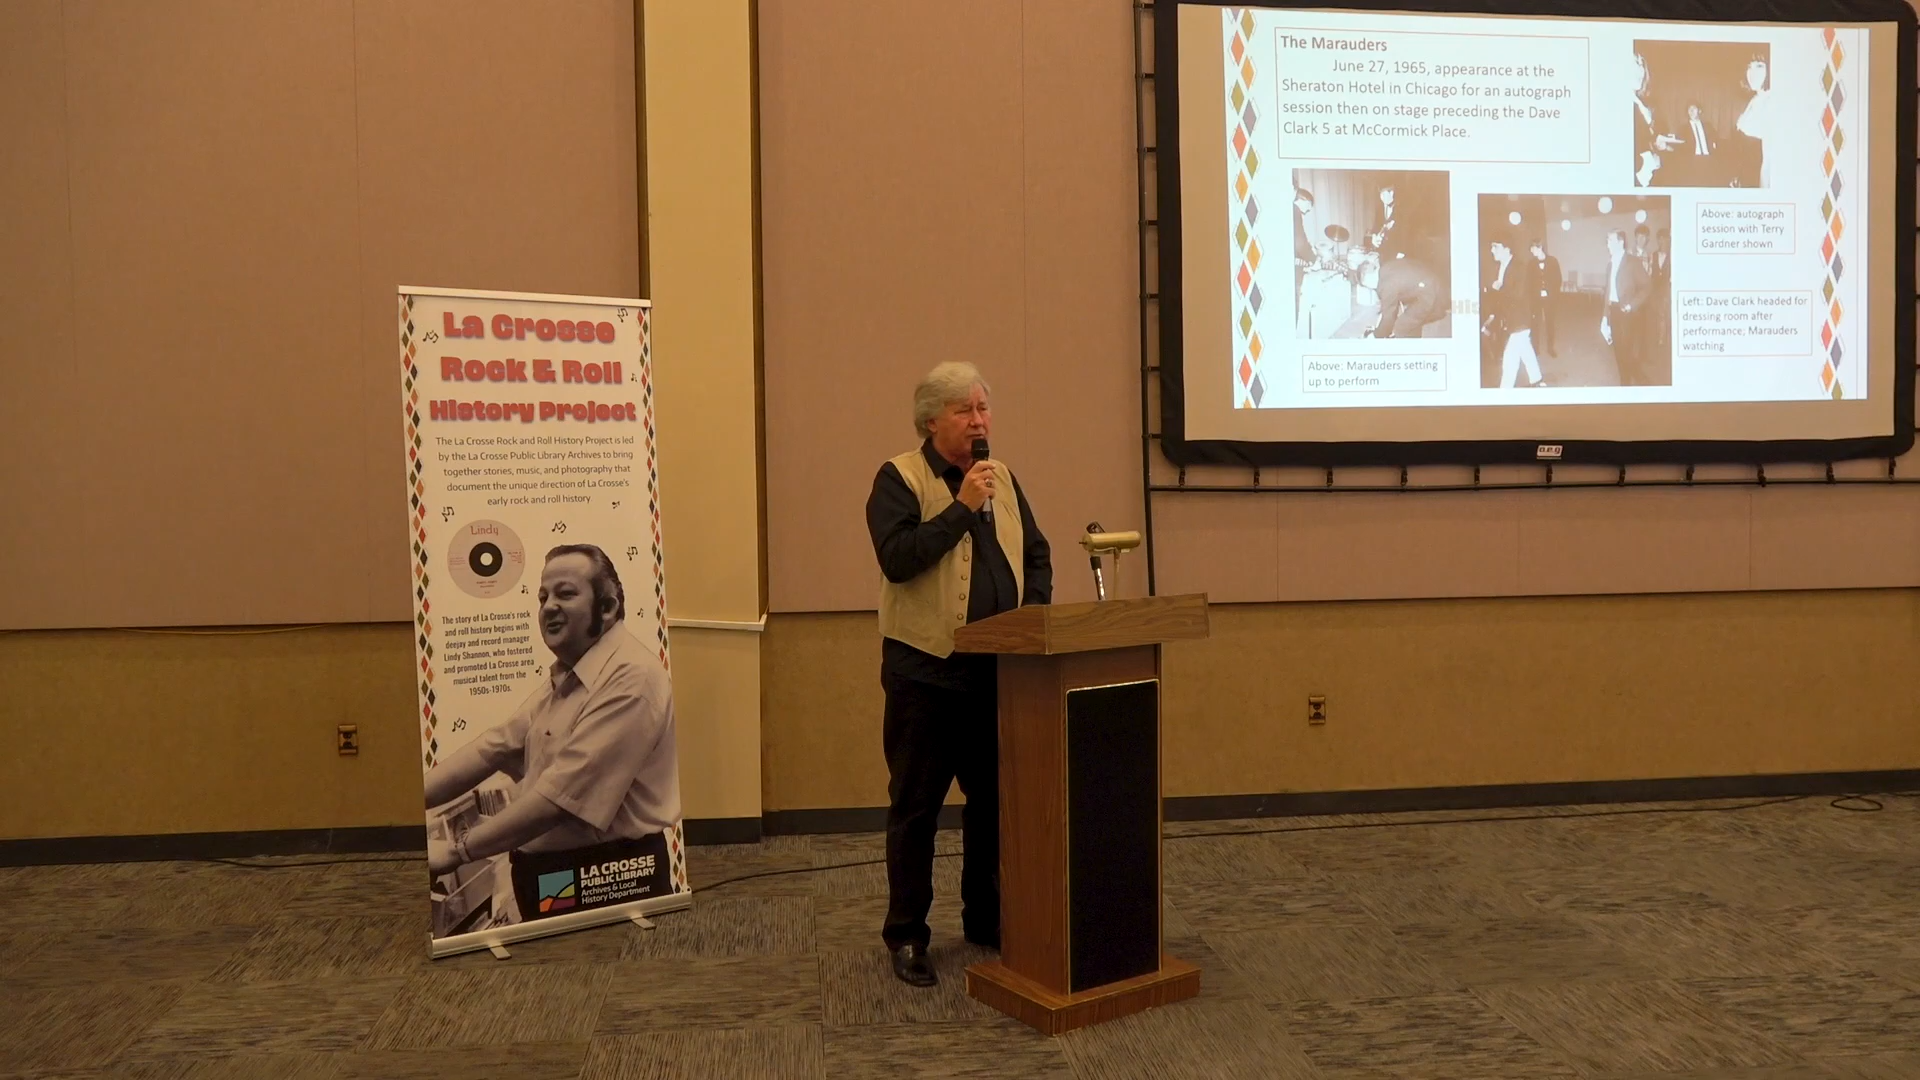 La Crosse
Rock & Roll
History Project
The La Crosse Rock and Roll History Project is led
by the La Crosse Public Library Archives to bring
together stories, music, and photography that
document the unique direction of La Crosse's
early rock and roll history
Lindy
The story of La Crosse's rock
and roll history begins with
deejay and record manager
Lindy Shannon, who fostered
and promoted La Crosse area
musical talent from the
1950s-1970s.
LA CROSSE
PUBLIC LIBRARY
Archives & Local
History Department
The Marauders
June 27, 1965, appearance at the
Sheraton Hotel in Chicago for an autograph
session then on stage preceding the Dave
Clark 5 at McCormick Place.
Above: autograph
session with Terry
Gardner shown
Left: Dave Clark headed for
dressing room after
performance; Marauders
watching
Above: Marauders setting
up to perform